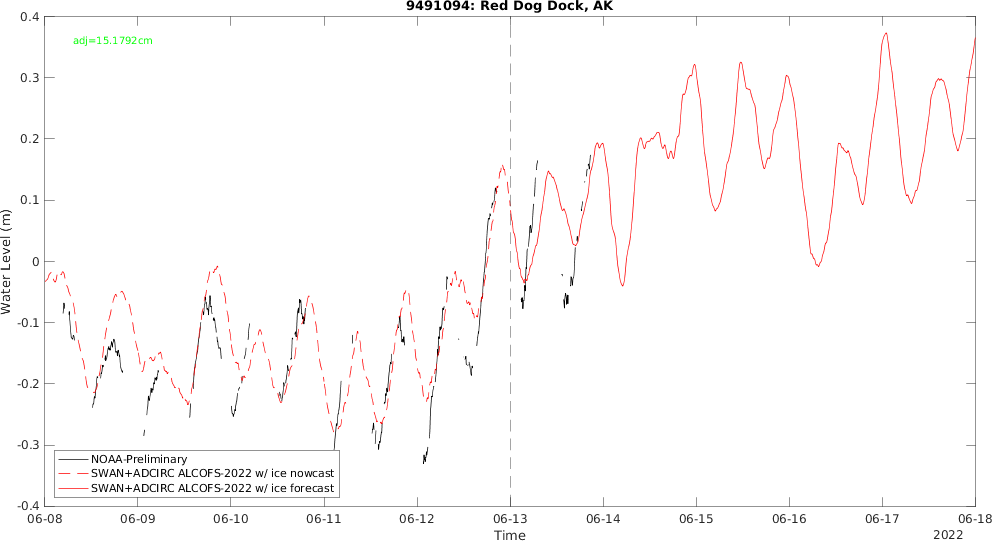 9491094: Red Dog Dock, AK
adj=15.1792cm
Water Level (m)
0.4
0.3
0.2
0.1
0
-0.1
-0.2
-0.3
-0.4
NOAA-Preliminary
SWAN+ADCIRC ALCOFS-2022 w/ ice nowcast
SWAN+ADCIRC ALCOFS-2022 w/ ice forecast
06-08 06-09 06-10 06-11 06-12 06-13 06-14 06-15 06-16 06-17 06-18
Time
2022